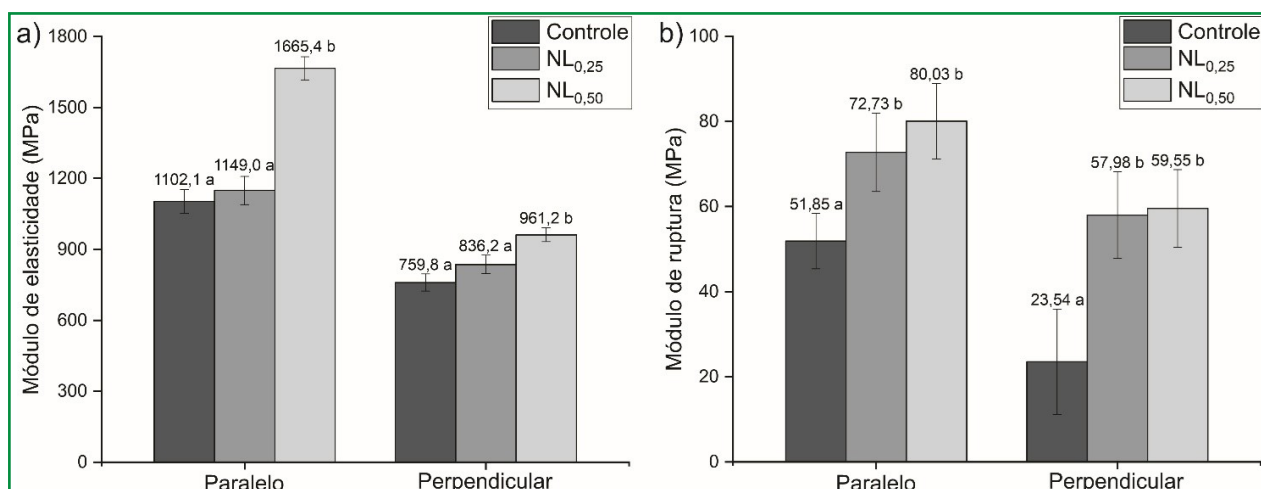 a)
Módulo de elasticidade (MPa)
1800
1500
1200
900
600
300
0
Controle
NL0,25
NL0,50
1102,1 a
1149,0 a
1665,4 b
759,8 a
836,2 a
961,2 b
Paralelo
Perpendicular
b)
Módulo de ruptura (MPa)
100
80
60
40
20
0
Controle
NL0,25
NL0,50
51,85 a
72,73 b
80,03 b
23,54 a
57,98 b
59,55 b
Paralelo
Perpendicular